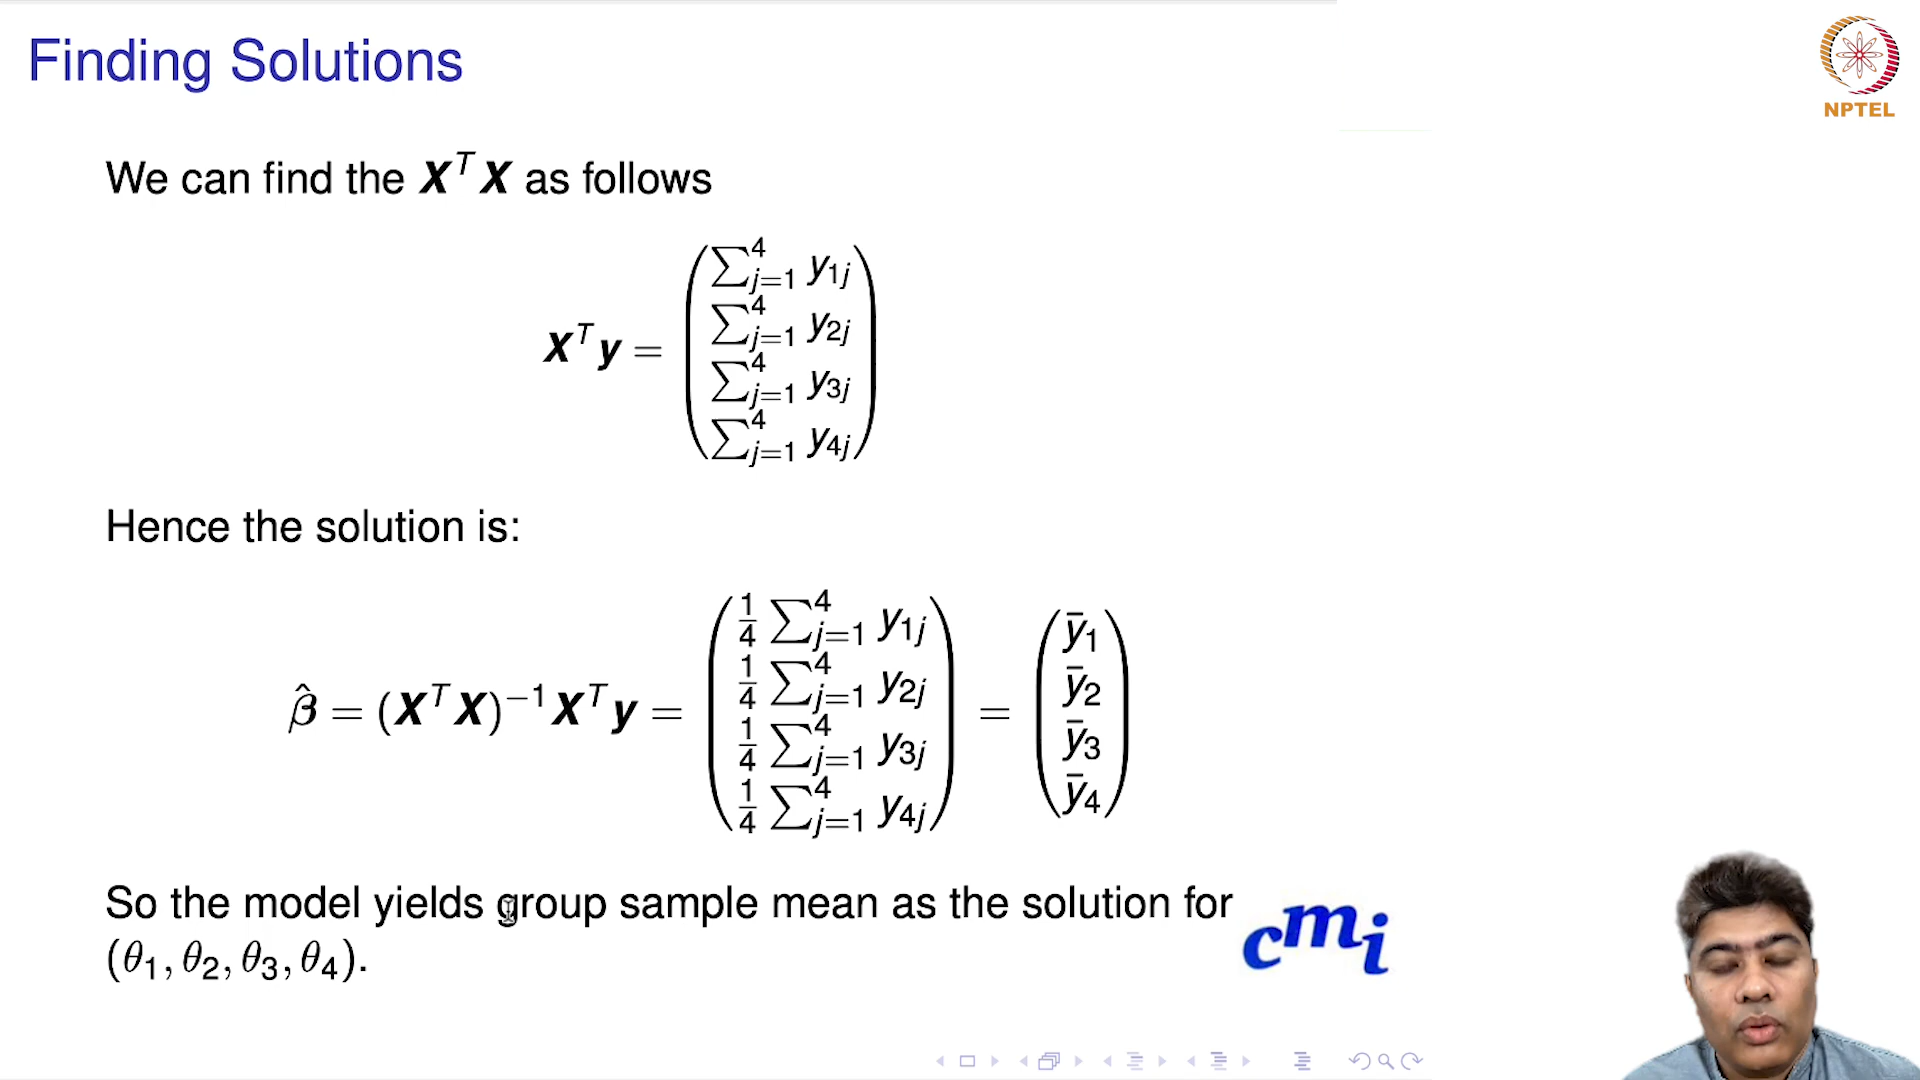 Finding Solutions
NPTEL
We can find the X^T X as follows
X^T y = ( ∑_{j=1}^4 y_{1j}
∑_{j=1}^4 y_{2j}
∑_{j=1}^4 y_{3j}
∑_{j=1}^4 y_{4j} )
Hence the solution is:
β̂ = (X^T X)^{-1} X^T y = ( 1/4 ∑_{j=1}^4 y_{1j}
1/4 ∑_{j=1}^4 y_{2j}
1/4 ∑_{j=1}^4 y_{3j}
1/4 ∑_{j=1}^4 y_{4j} ) = ( ȳ_1
ȳ_2
ȳ_3
ȳ_4 )
So the model yields group sample mean as the solution for
(θ_1, θ_2, θ_3, θ_4).
cmi